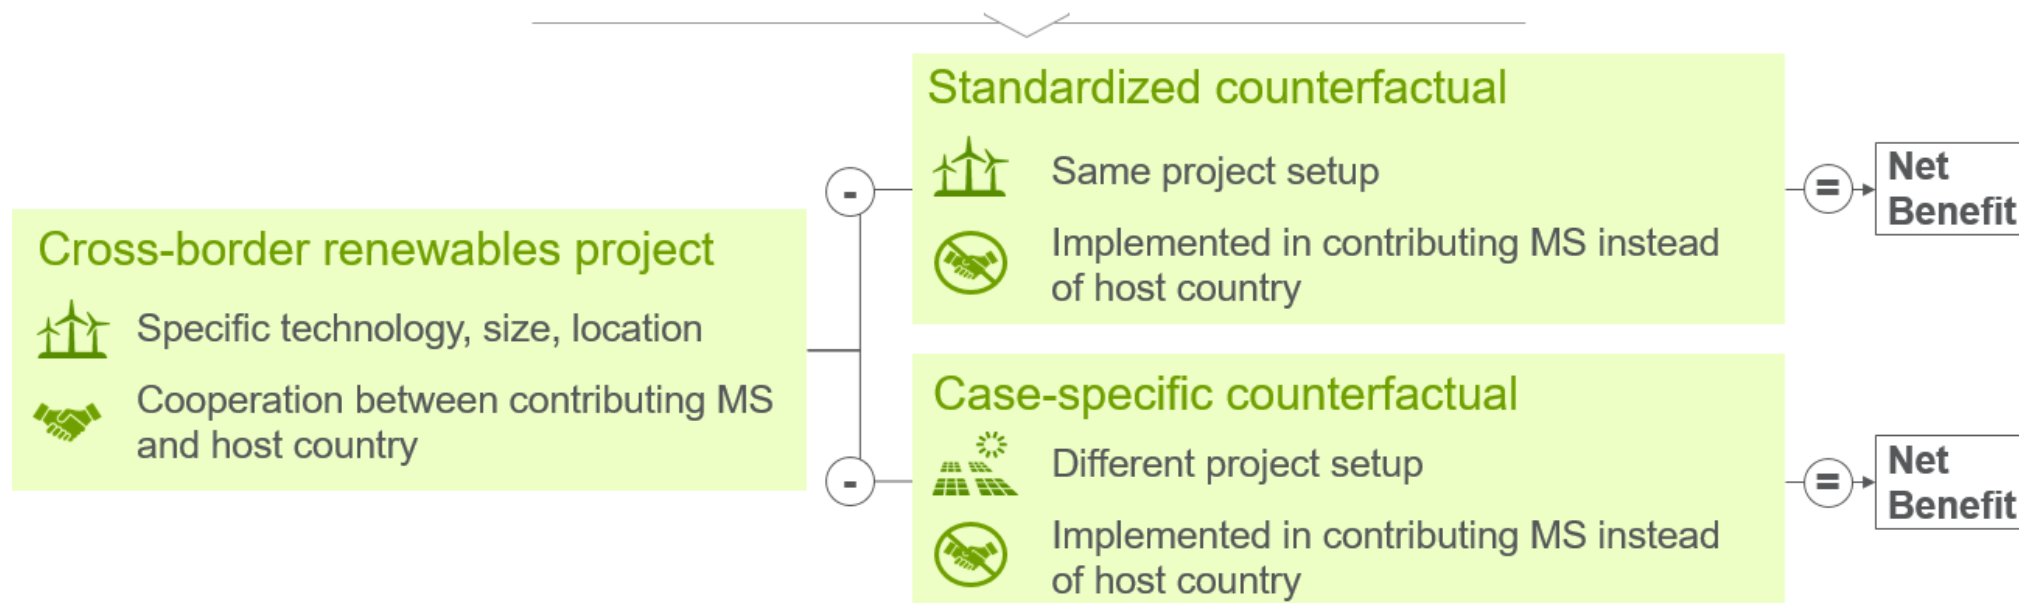 Cross-border renewables project
Specific technology, size, location
Cooperation between contributing MS
and host country
-
Standardized counterfactual
Same project setup
Implemented in contributing MS instead
of host country
=
Net
Benefit
-
Case-specific counterfactual
Different project setup
Implemented in contributing MS instead
of host country
=
Net
Benefit